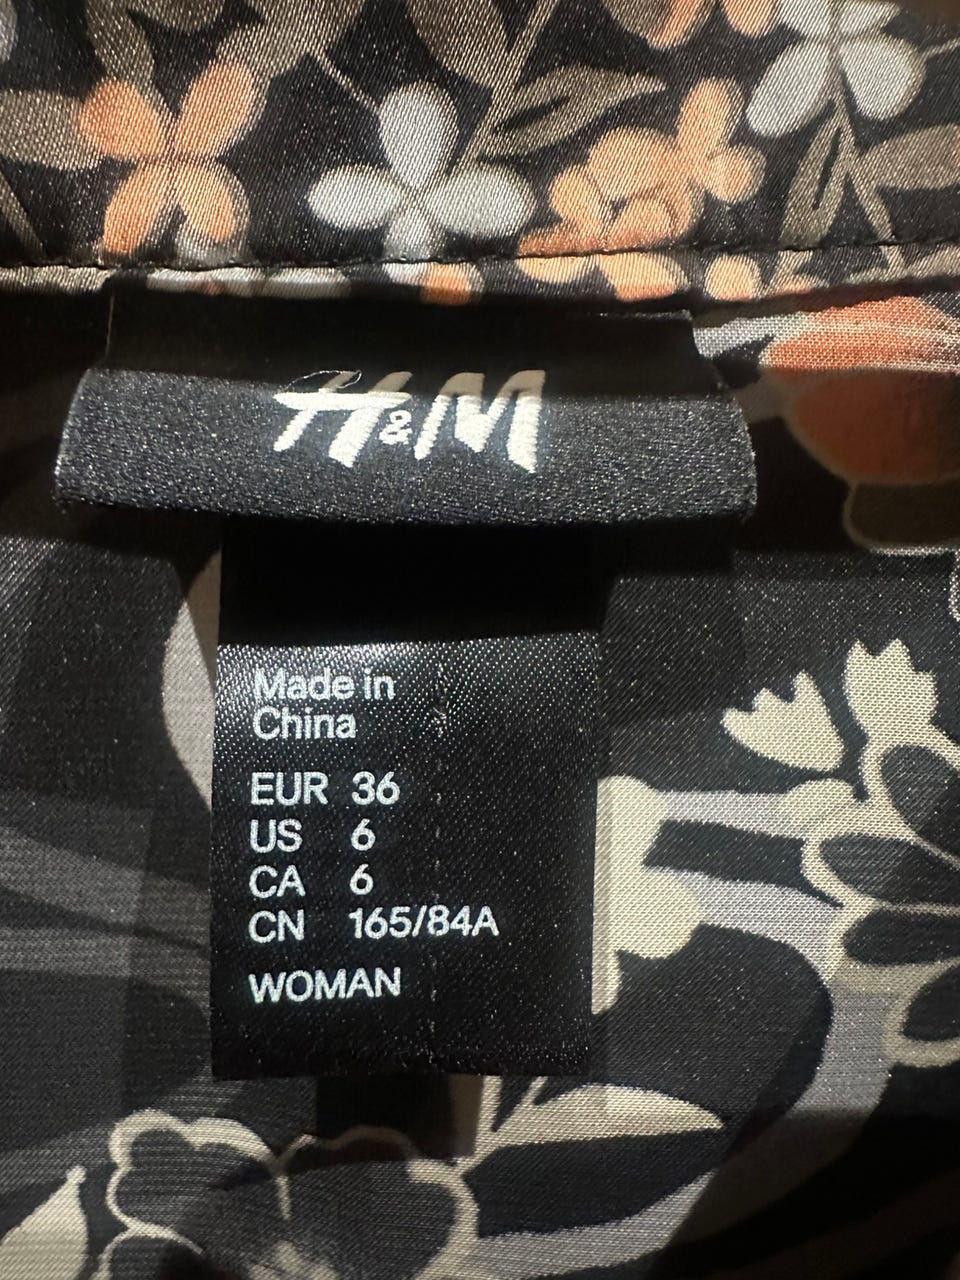 H&M
Made in
China
EUR 36
US 6
CA 6
CN 165/84A
WOMAN